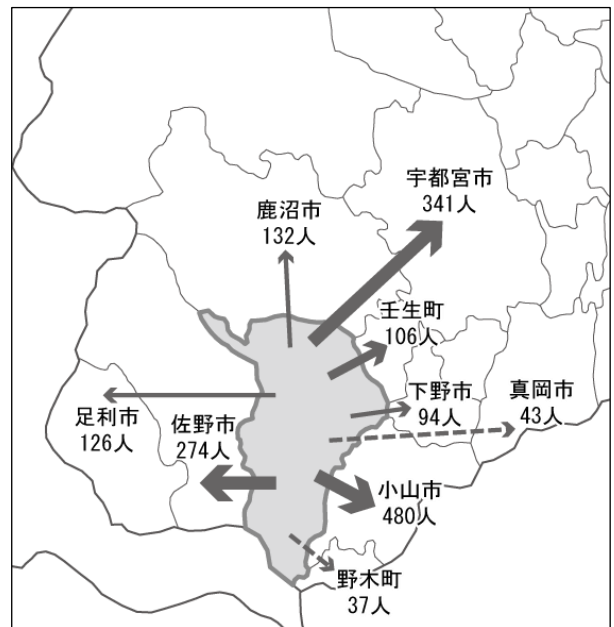 宇都宮市
341人
鹿沼市
132人
壬生町
106人
下野市
94人
真岡市
43人
足利市
126人
佐野市
274人
小山市
480人
野木町
37人